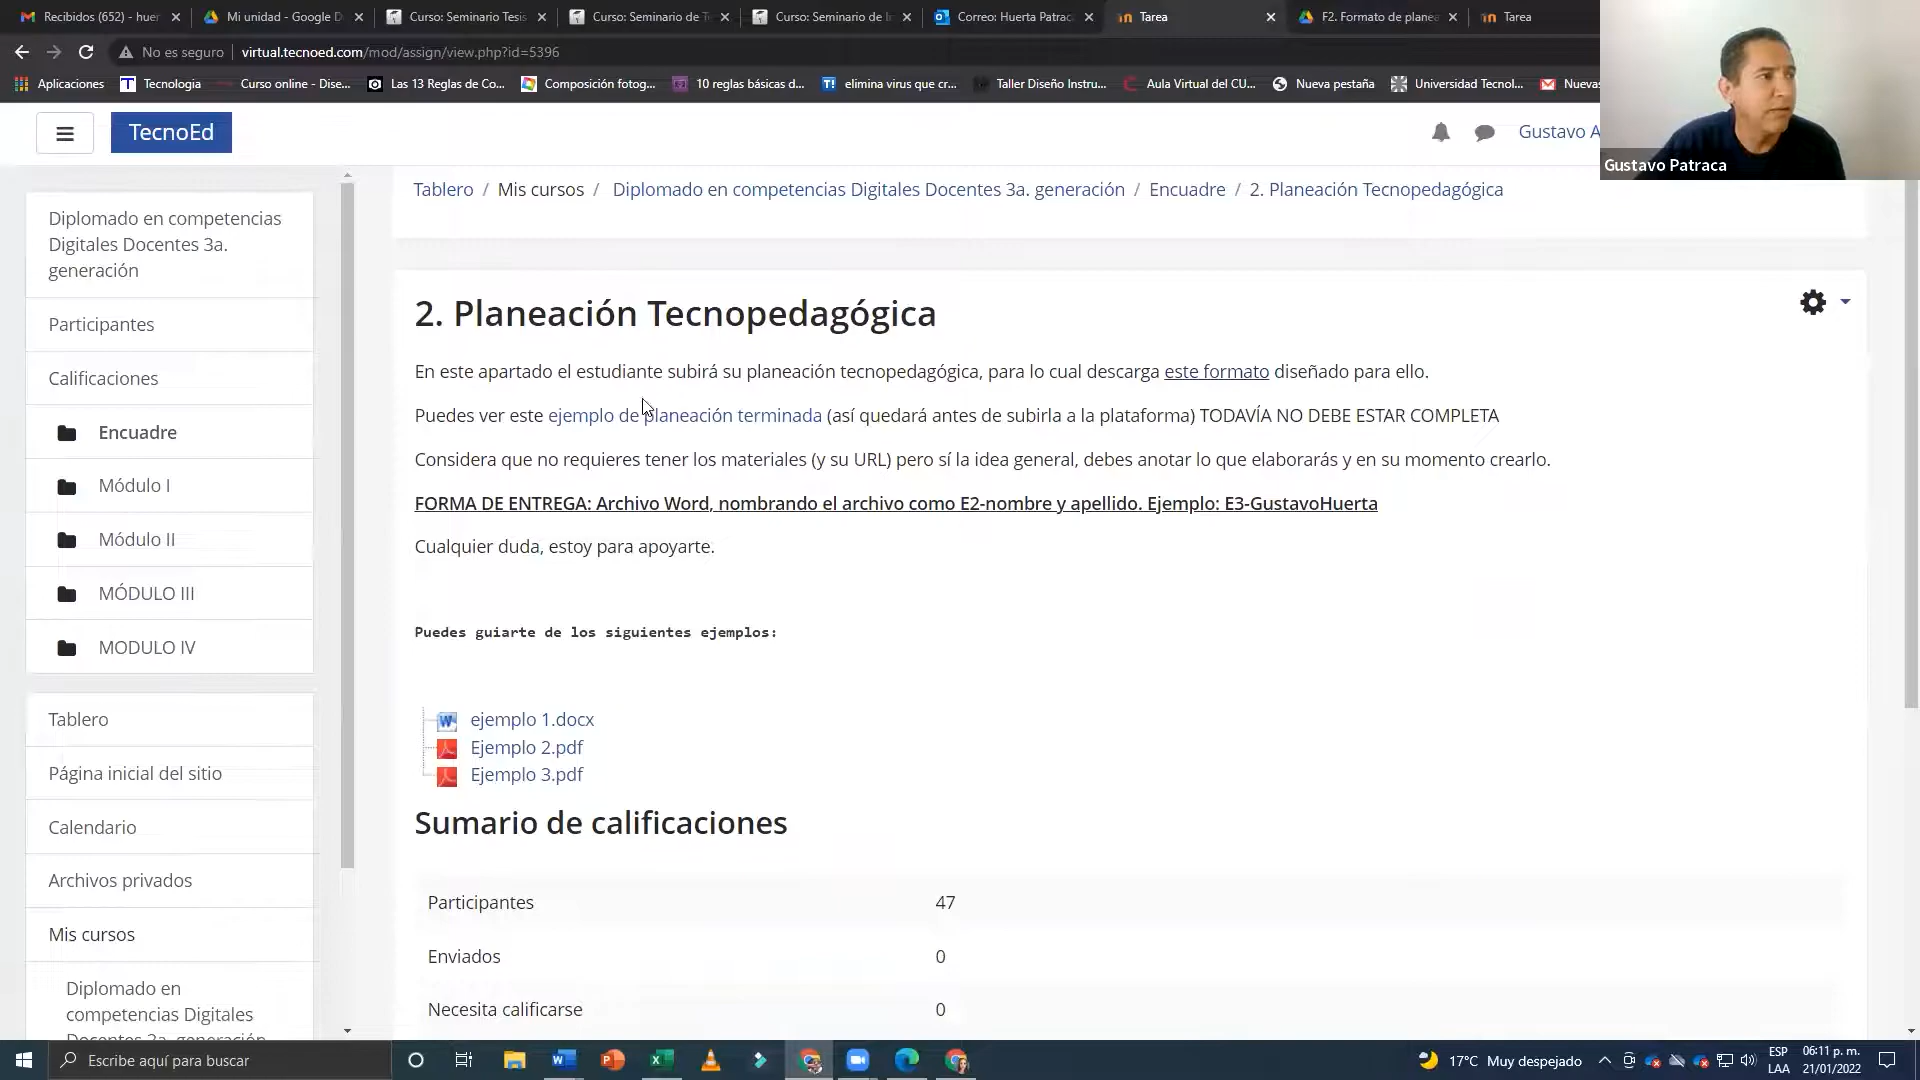 Recibidos (652) - huer
Mi unidad - Google D
Curso: Seminario Tesis
Curso: Seminario de T
Curso: Seminario de I
Correo: Huerta Patrac
Tarea
F2. Formato de planea
Tarea
No es seguro
virtual.tecnoed.com/mod/assign/view.php?id=5396
Aplicaciones
Tecnologia
Curso online - Dise...
Las 13 Reglas de Co...
Composición fotog...
10 reglas básicas d...
elimina virus que cr...
Taller Diseño Instru...
Aula Virtual del CU...
Nueva pestaña
Universidad Tecnol...
Nuevas
TecnoEd
Gustavo A
Gustavo Patraca
Tablero / Mis cursos / Diplomado en competencias Digitales Docentes 3a. generación / Encuadre / 2. Planeación Tecnopedagógica
Diplomado en competencias
Digitales Docentes 3a.
generación
Participantes
Calificaciones
Encuadre
Módulo I
Módulo II
MÓDULO III
MODULO IV
Tablero
Página inicial del sitio
Calendario
Archivos privados
Mis cursos
Diplomado en
competencias Digitales
Docentes 3a. generación
2. Planeación Tecnopedagógica
En este apartado el estudiante subirá su planeación tecnopedagógica, para lo cual descarga este formato diseñado para ello.
Puedes ver este ejemplo de planeación terminada (así quedará antes de subirla a la plataforma) TODAVÍA NO DEBE ESTAR COMPLETA
Considera que no requieres tener los materiales (y su URL) pero sí la idea general, debes anotar lo que elaborarás y en su momento crearlo.
FORMA DE ENTREGA: Archivo Word, nombrando el archivo como E2-nombre y apellido. Ejemplo: E3-GustavoHuerta
Cualquier duda, estoy para apoyarte.
Puedes guiarte de los siguientes ejemplos:
ejemplo 1.docx
Ejemplo 2.pdf
Ejemplo 3.pdf
Sumario de calificaciones
Participantes 47
Enviados 0
Necesita calificarse 0
Escribe aquí para buscar
17°C Muy despejado
ESP
LAA
06:11 p. m.
21/01/2022